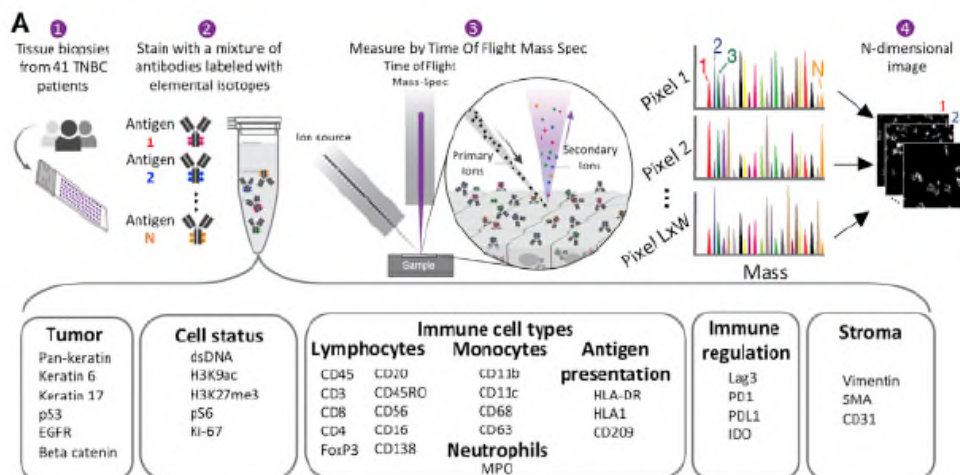 A
1
Tissue biopsies
from 41 TNBC
patients
2
Stain with a mixture of
antibodies labeled with
elemental isotopes
Antigen
1
Antigen
2
Antigen
N
3
Measure by Time Of Flight Mass Spec
Time of Flight
Mass-Spec
Ion source
Sample
Primary
Ions
Secondary
Ions
Pixel 1
1
2
3
N
Pixel 2
Pixel LxW
Mass
4
N-dimensional
image
1
2
Tumor
Pan-keratin
Keratin 6
Keratin 17
p53
EGFR
Beta catenin
Cell status
dsDNA
H3K9ac
H3K27me3
pS6
Ki-67
Immune cell types
Lymphocytes
CD45 CD20
CD3 CD45RO
CD8 CD56
CD4 CD16
FoxP3 CD138
Monocytes
CD11b
CD11c
CD68
CD63
Neutrophils
MPO
Antigen
presentation
HLA-DR
HLA1
CD209
Immune
regulation
Lag3
PD1
PDL1
IDO
Stroma
Vimentin
SMA
CD31